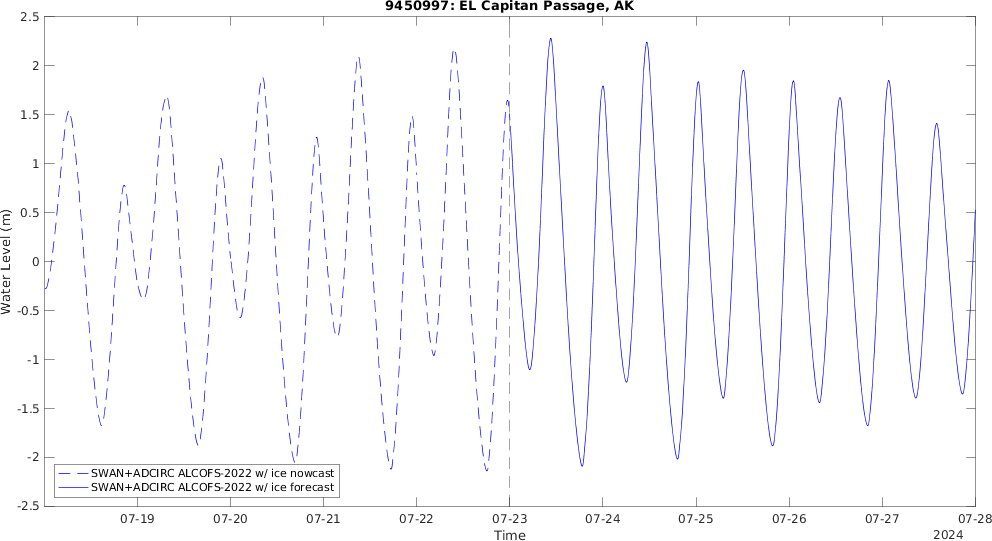 9450997: EL Capitan Passage, AK
Water Level (m)
2.5
2
1.5
1
0.5
0
-0.5
-1
-1.5
-2
-2.5
SWAN+ADCIRC ALCOFS-2022 w/ ice nowcast
SWAN+ADCIRC ALCOFS-2022 w/ ice forecast
07-19 07-20 07-21 07-22 07-23 07-24 07-25 07-26 07-27 07-28
Time
2024